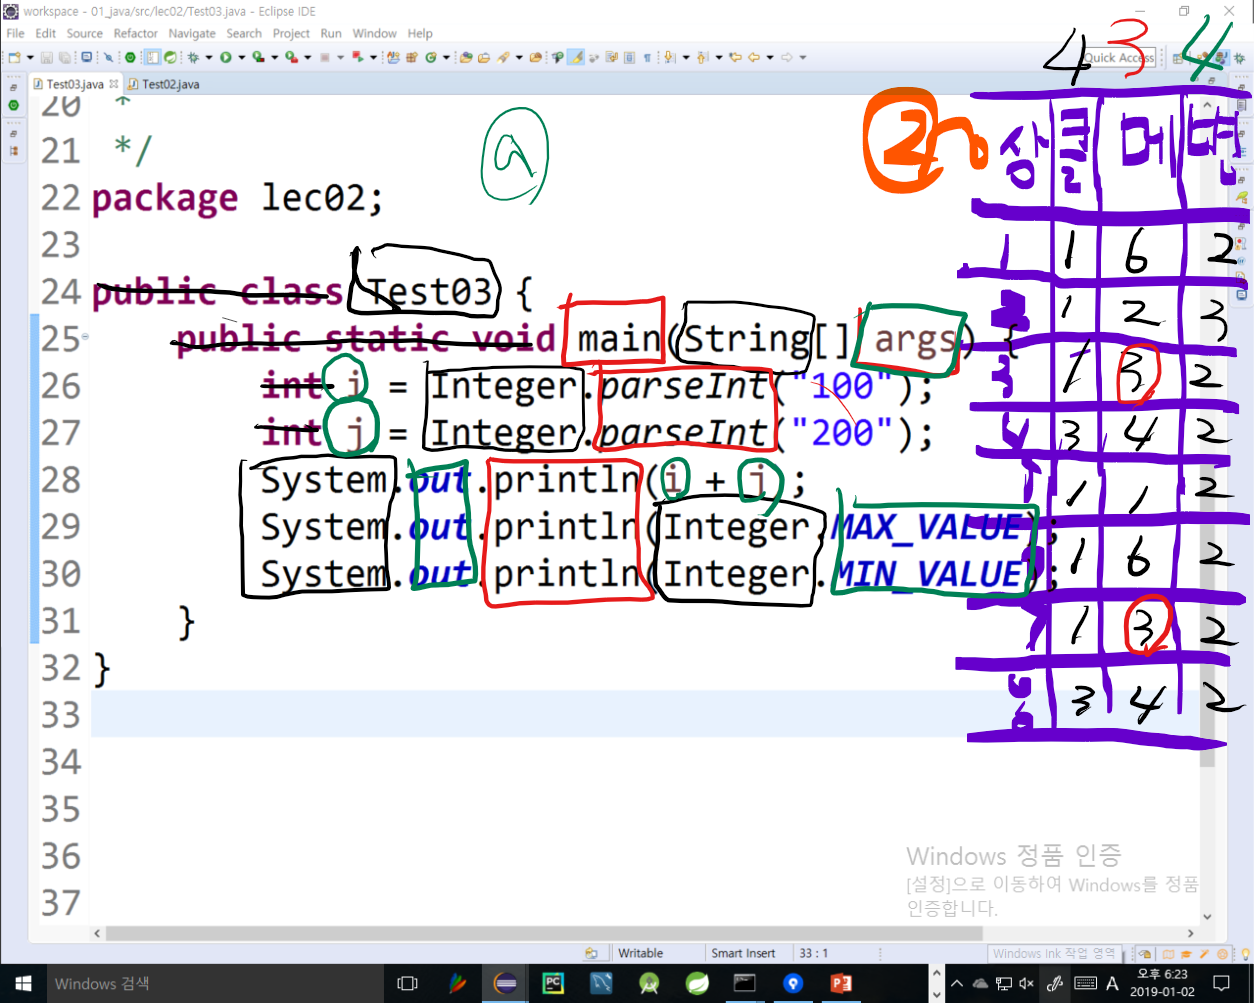 workspace - 01_java/src/lec02/Test03.java - Eclipse IDE
File Edit Source Refactor Navigate Search Project Run Window Help
Quick Access
Test03.java Test02.java
4 3 4
20 *
21 */
22 package lec02;
23
24 public class Test03 {
25 public static void main(String[] args) {
26 int i = Integer.parseInt("100");
27 int j = Integer.parseInt("200");
28 System.out.println(i + j ;
29 System.out.println(Integer.MAX_VALUE);
30 System.out.println(Integer.MIN_VALUE);
31 }
32 }
33
34
35
36
37
a
2
상 클 메 변
1 1 6 2
2 1 2 3
3 1 3 2
4 3 4 2
5 1 1 2
1 6 2
7 1 3 2
3 4 2
Windows 정품 인증
[설정]으로 이동하여 Windows를 정품
인증합니다.
Writable Smart Insert 33 : 1
Windows Ink 작업 영역
Windows 검색
A 오후 6:23
2019-01-02